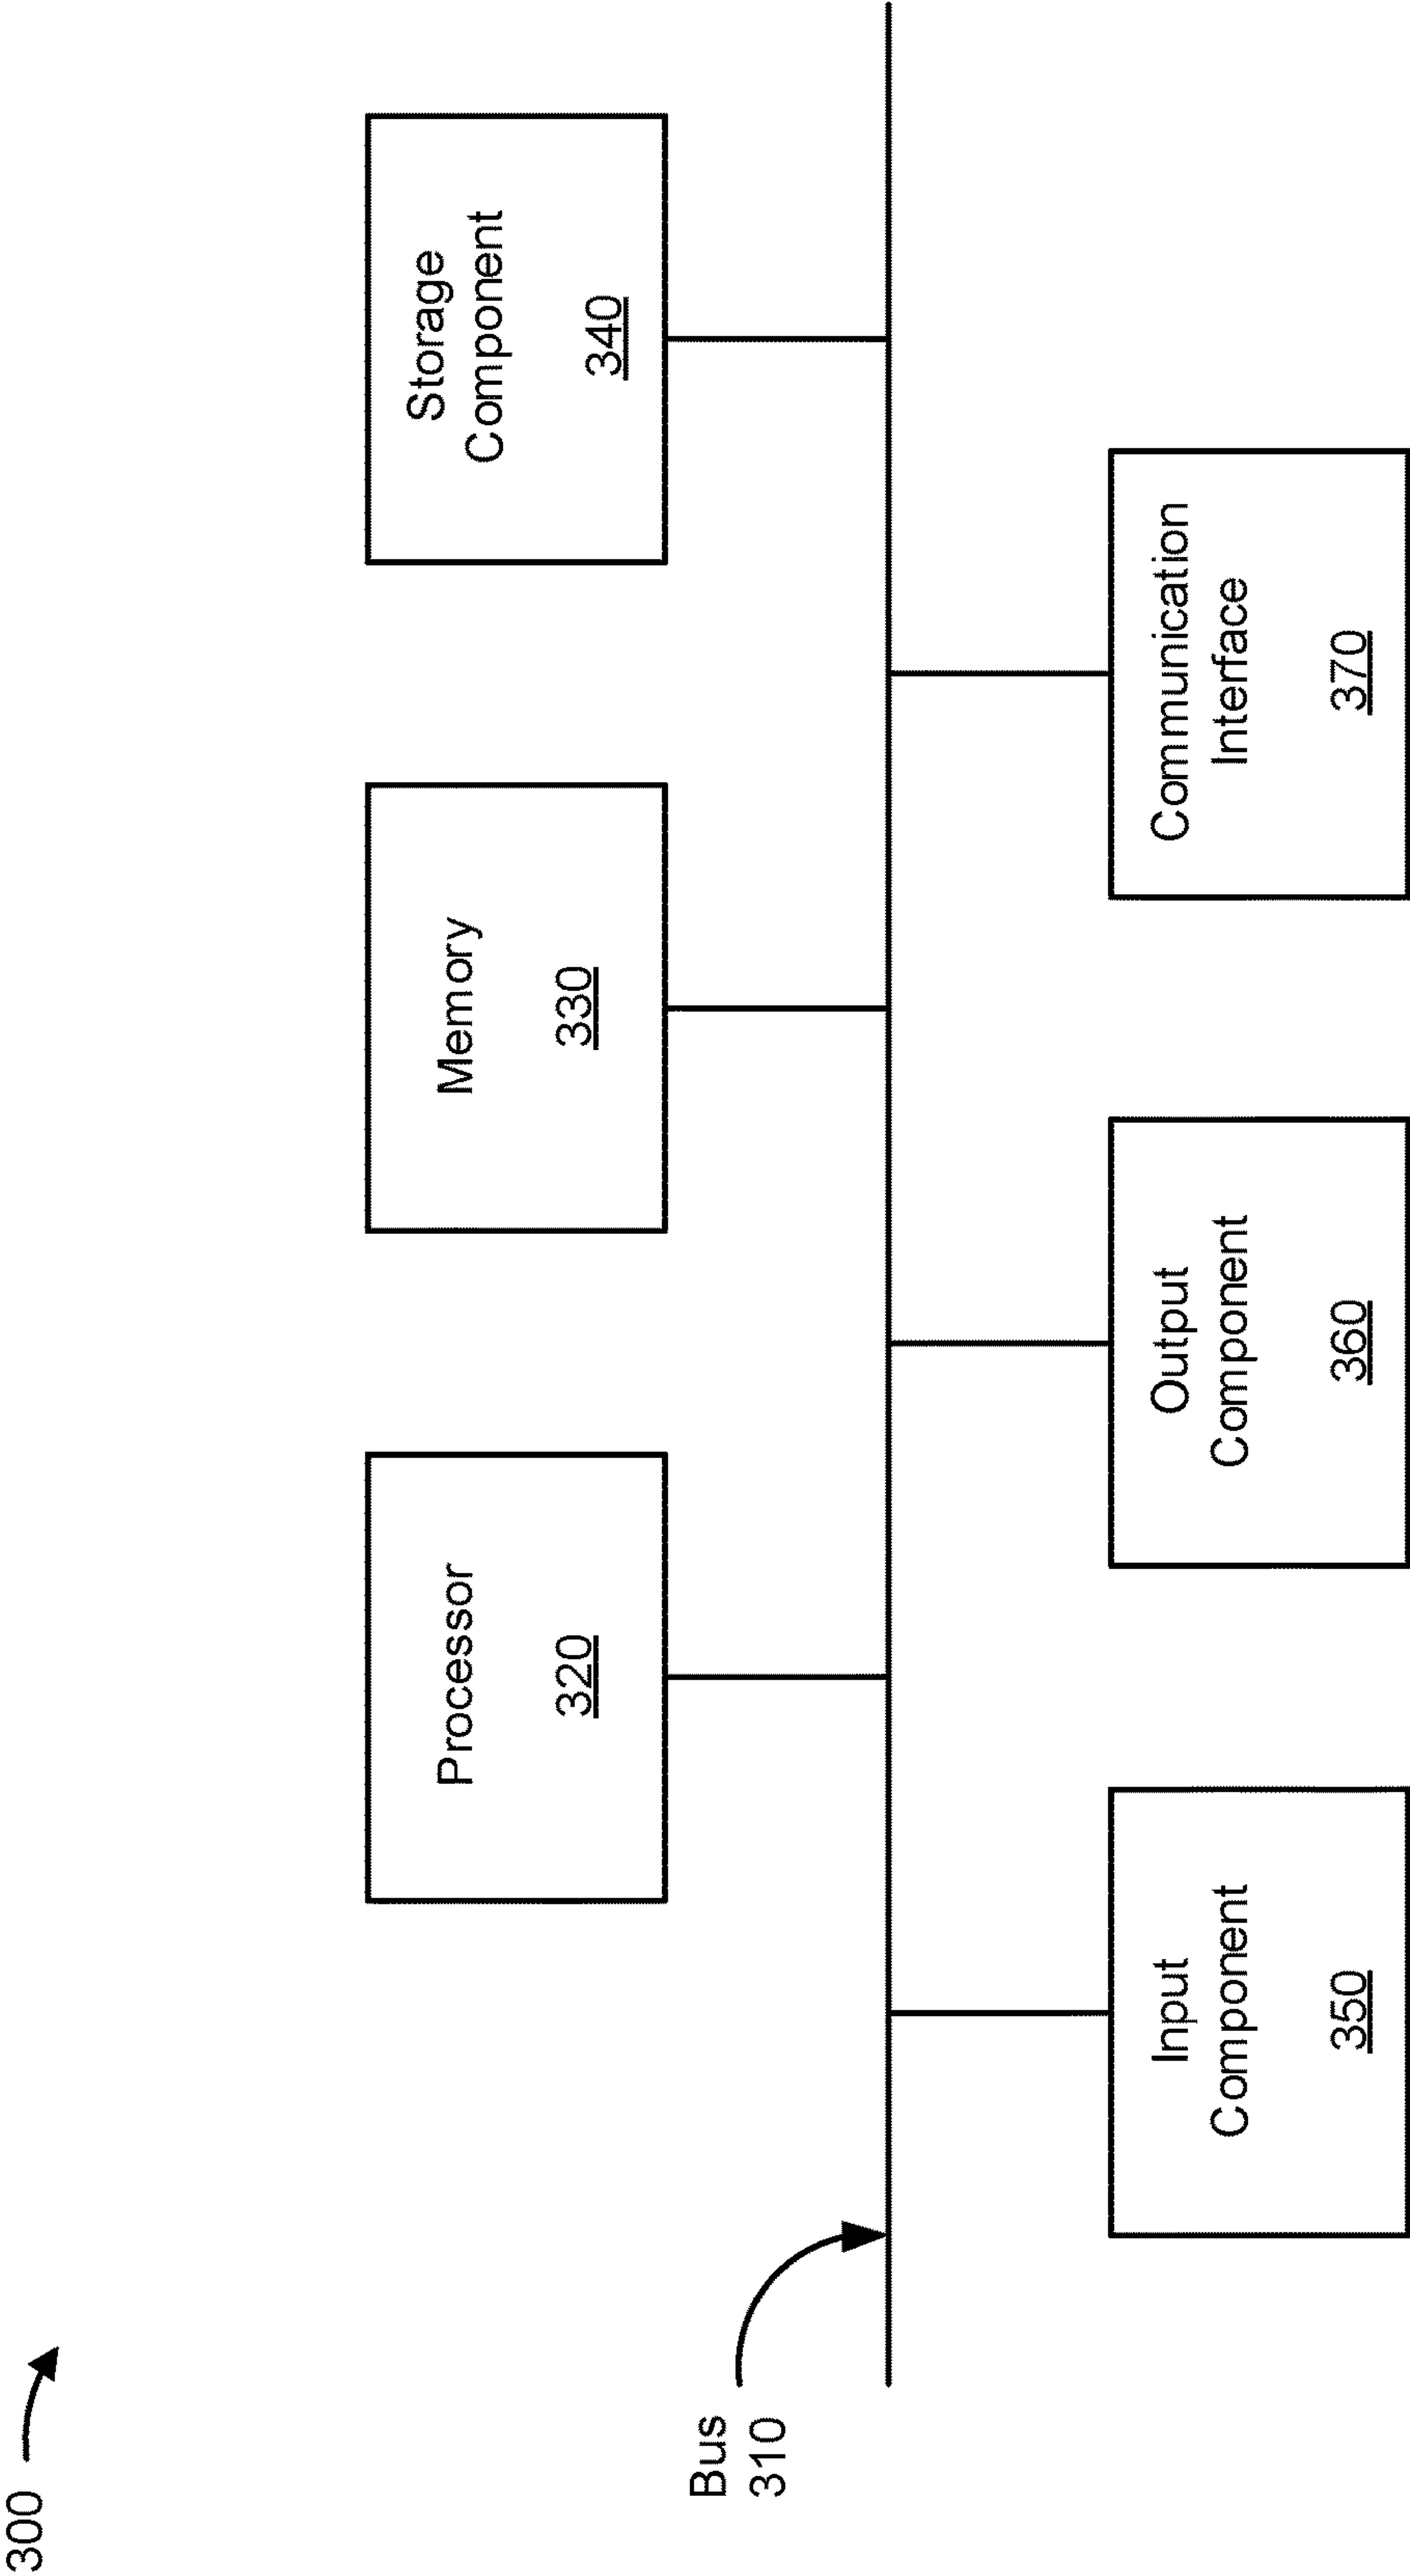 300
Processor
320
Memory
330
Storage
Component
340
Bus
310
Input
Component
350
Output
Component
360
Communication
Interface
370